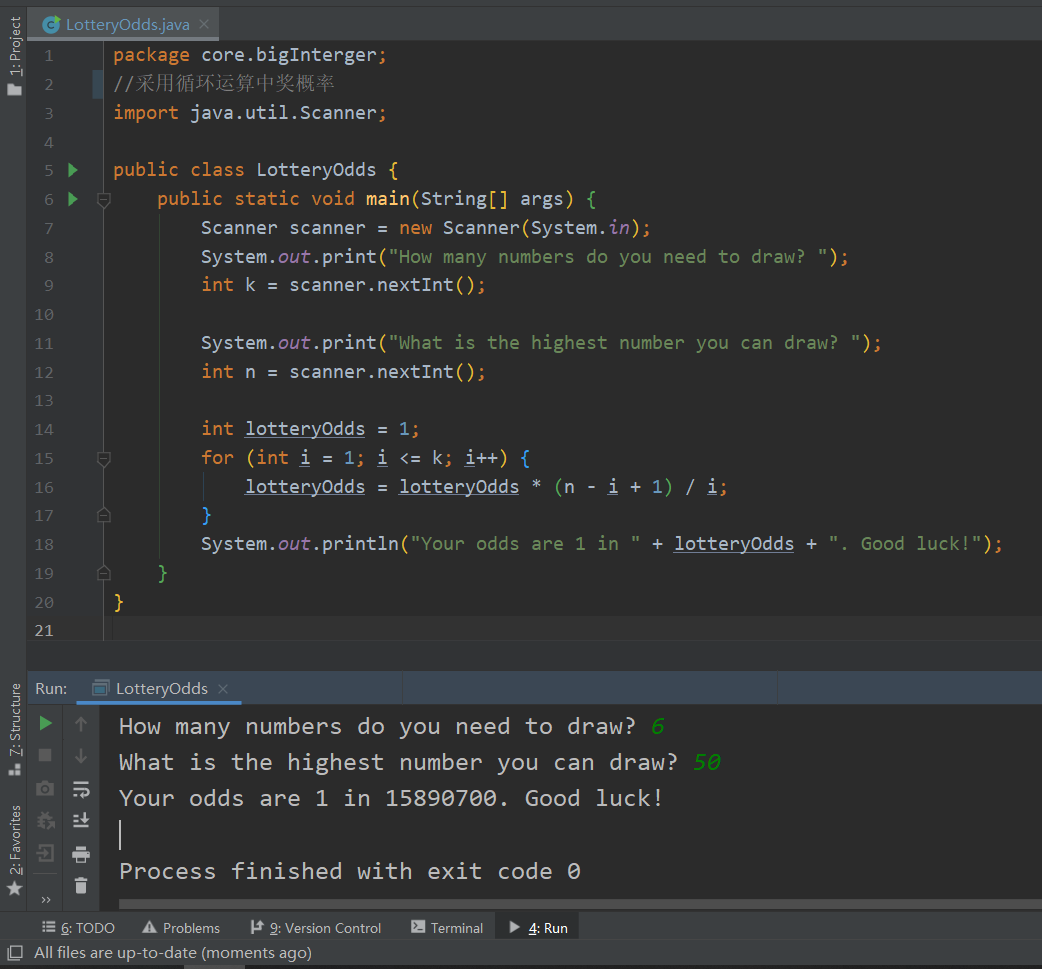 LotteryOdds.java
1: Project
1 package core.bigInterger;
2 //采用循环运算中奖概率
3 import java.util.Scanner;
4
5 public class LotteryOdds {
6 public static void main(String[] args) {
7 Scanner scanner = new Scanner(System.in);
8 System.out.print("How many numbers do you need to draw? ");
9 int k = scanner.nextInt();
10
11 System.out.print("What is the highest number you can draw? ");
12 int n = scanner.nextInt();
13
14 int lotteryOdds = 1;
15 for (int i = 1; i <= k; i++) {
16 lotteryOdds = lotteryOdds * (n - i + 1) / i;
17 }
18 System.out.println("Your odds are 1 in " + lotteryOdds + ". Good luck!");
19 }
20 }
21
Run: LotteryOdds
7: Structure
2: Favorites
How many numbers do you need to draw? 6
What is the highest number you can draw? 50
Your odds are 1 in 15890700. Good luck!
Process finished with exit code 0
6: TODO Problems 9: Version Control Terminal 4: Run
All files are up-to-date (moments ago)